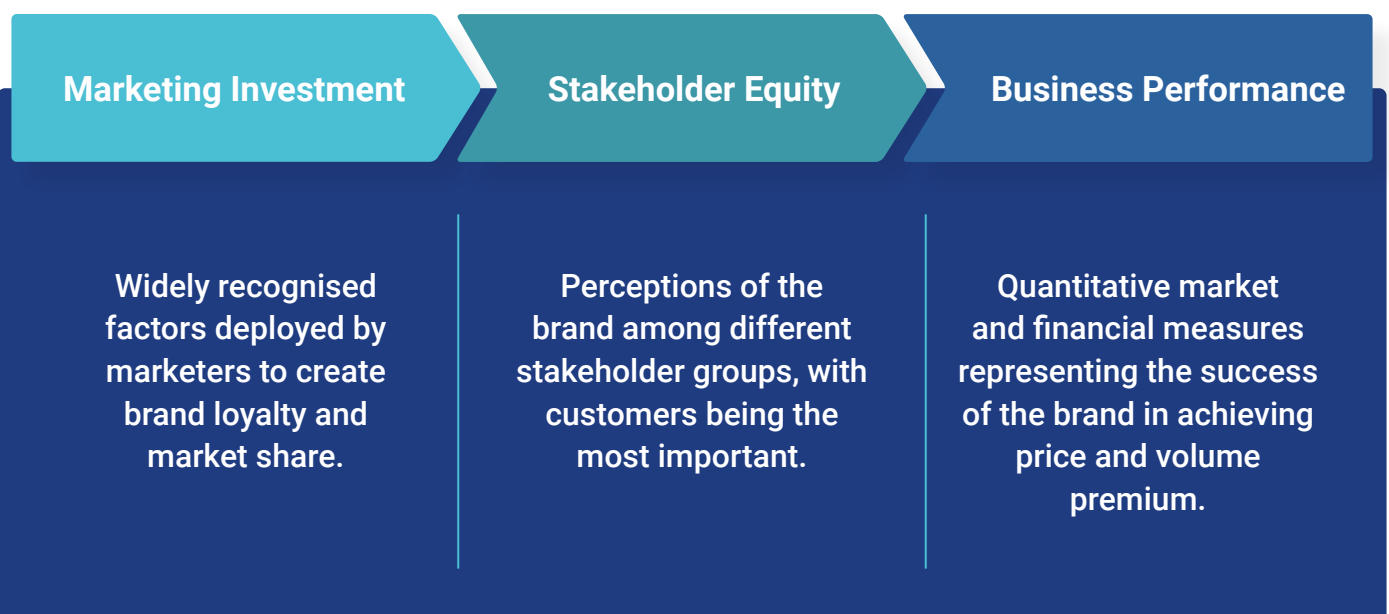 Marketing Investment
Stakeholder Equity
Business Performance
Widely recognised
factors deployed by
marketers to create
brand loyalty and
market share.
Perceptions of the
brand among different
stakeholder groups, with
customers being the
most important.
Quantitative market
and financial measures
representing the success
of the brand in achieving
price and volume
premium.